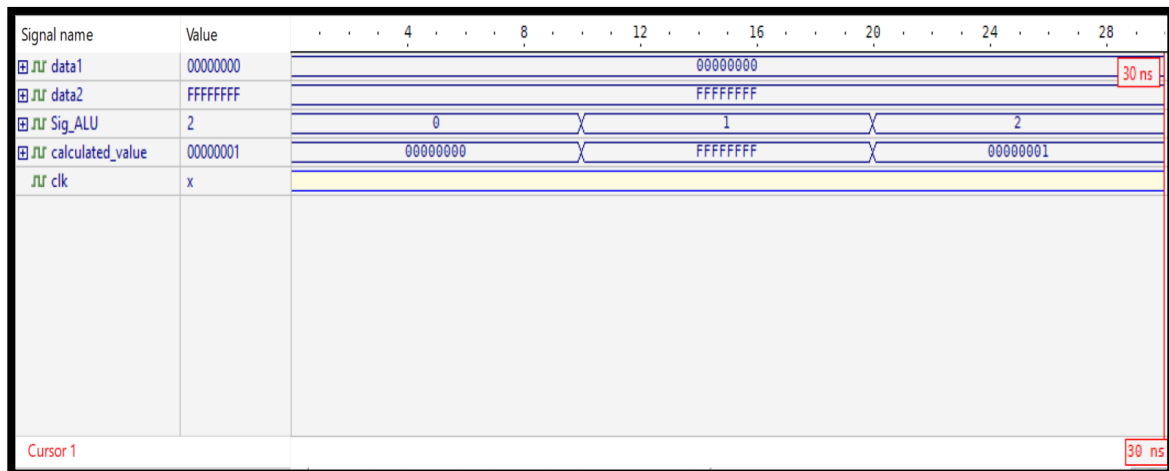 Signal name Value 4 8 12 16 20 24 28
data1 00000000 00000000
30 ns
data2 FFFFFFFF FFFFFFFF
Sig_ALU 2 0 1 2
calculated_value 00000001 00000000 FFFFFFFF 00000001
clk x
Cursor 1 30 ns